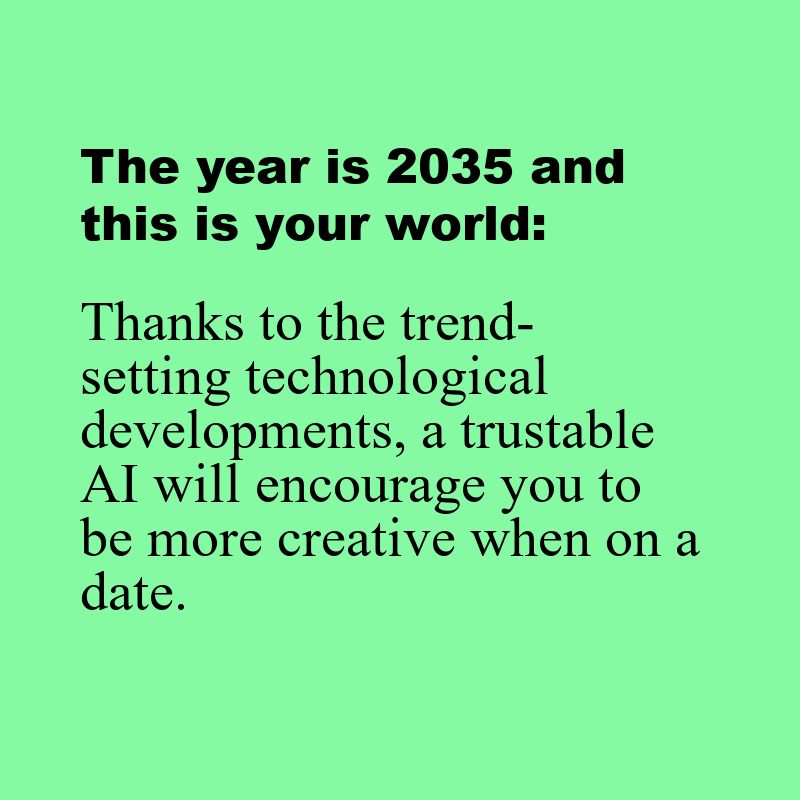 The year is 2035 and
this is your world:
Thanks to the trend-
setting technological
developments, a trustable
AI will encourage you to
be more creative when on a
date.